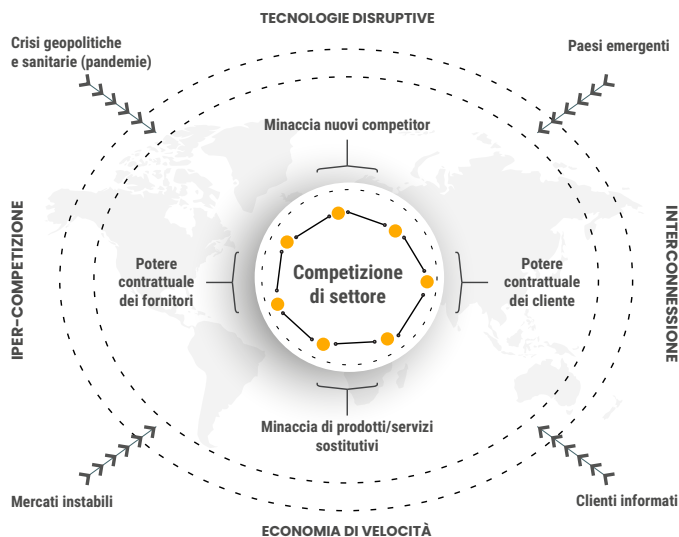 TECNOLOGIE DISRUPTIVE
Crisi geopolitiche
e sanitarie (pandemie)
Paesi emergenti
Minaccia nuovi competitor
IPER-COMPETIZIONE
INTERCONNESSIONE
Potere
contrattuale
dei fornitori
Competizione
di settore
Potere
contrattuale
dei cliente
Minaccia di prodotti/servizi
sostitutivi
Mercati instabili
Clienti informati
ECONOMIA DI VELOCITÀ